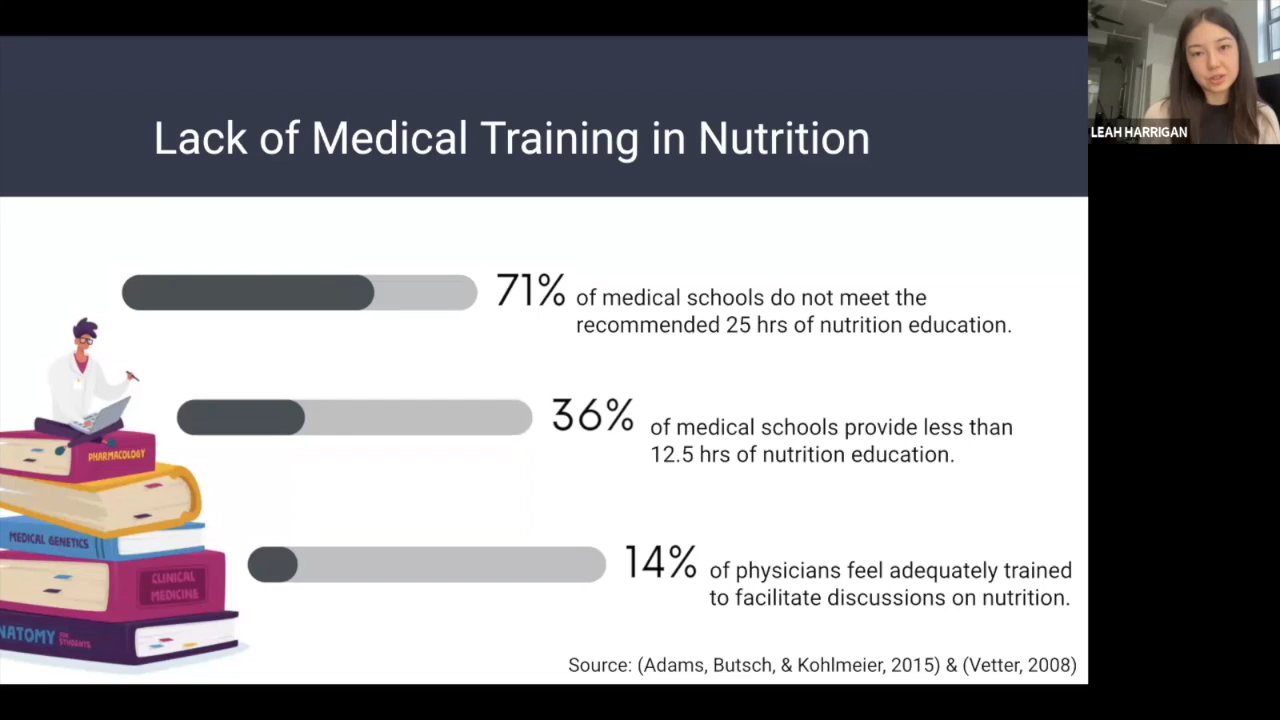 Lack of Medical Training in Nutrition
LEAH HARRIGAN
71% of medical schools do not meet the
recommended 25 hrs of nutrition education.
36% of medical schools provide less than
12.5 hrs of nutrition education.
14% of physicians feel adequately trained
to facilitate discussions on nutrition.
PHARMACOLOGY
MEDICAL GENETICS
CLINICAL
MEDICINE
NATOMY FOR
STUDENTS
Source: (Adams, Butsch, & Kohlmeier, 2015) & (Vetter, 2008)